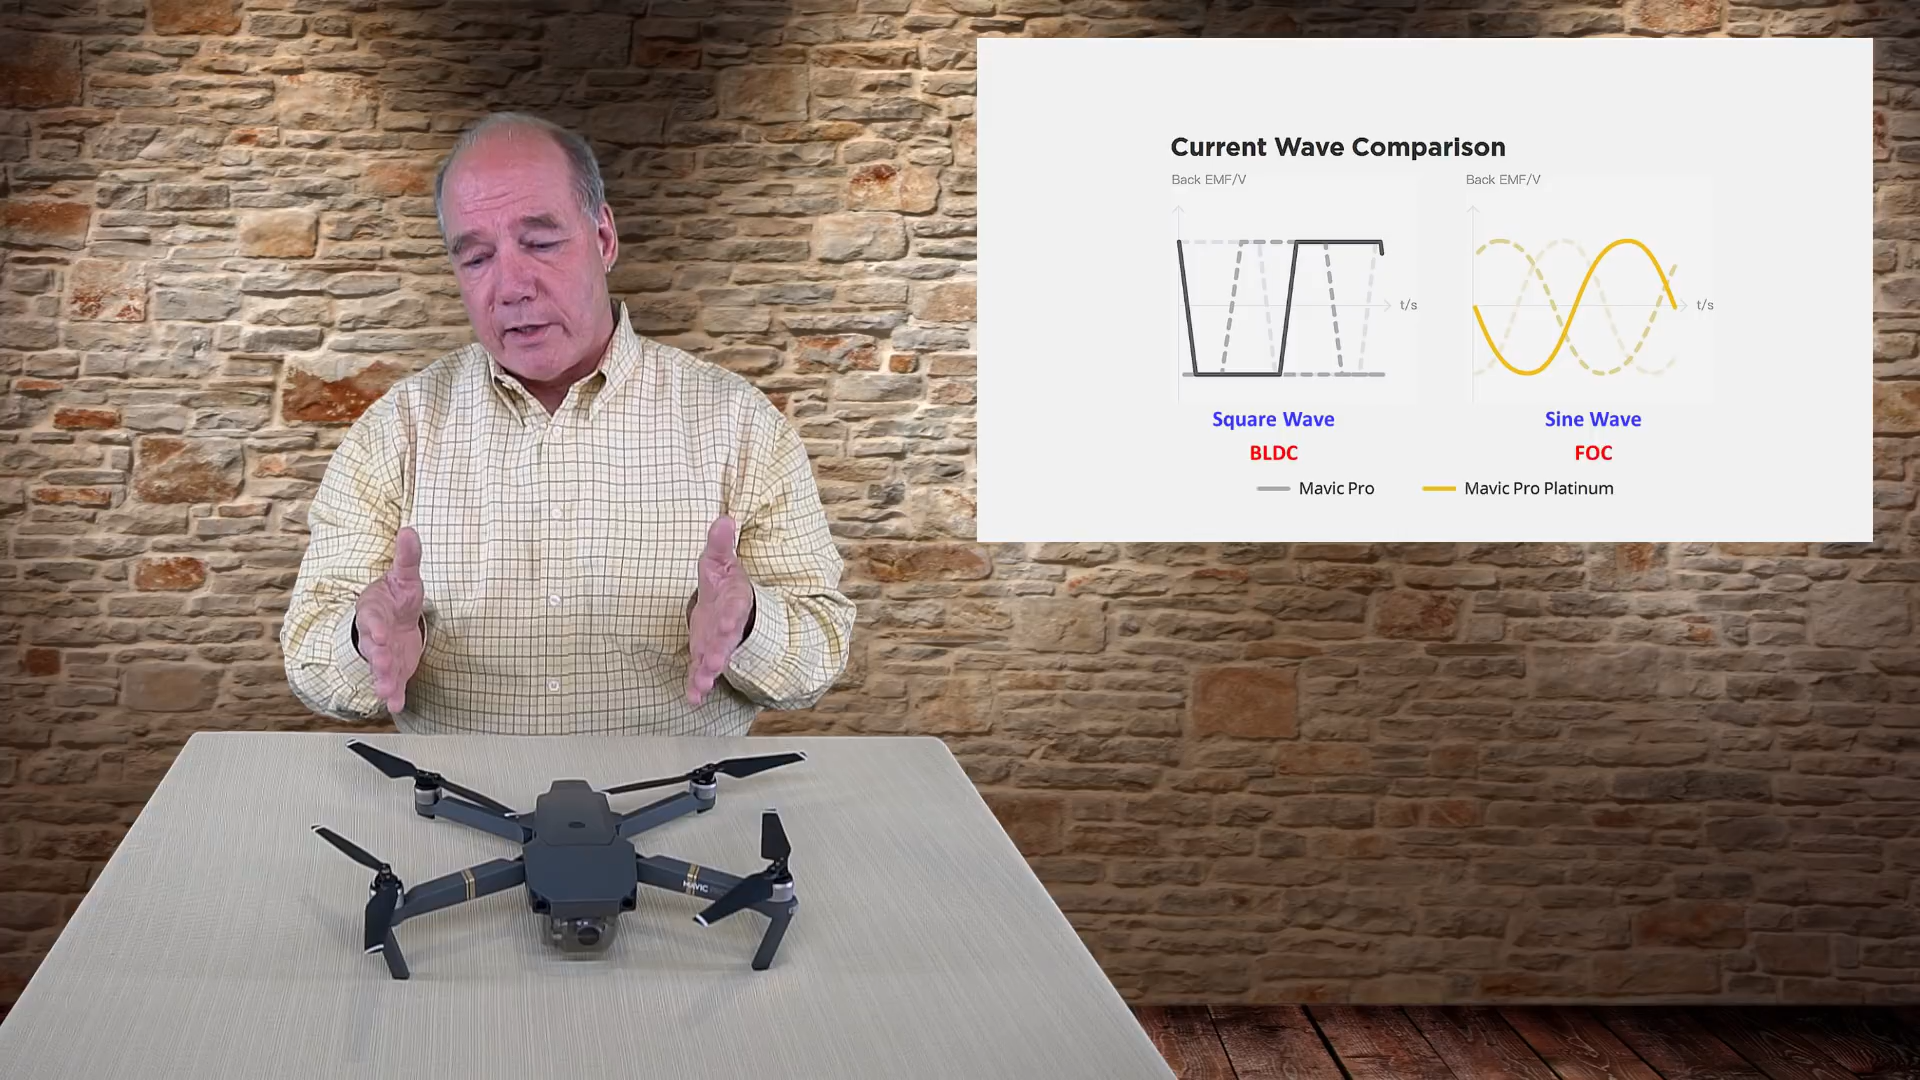 Current Wave Comparison
Back EMF/V
Back EMF/V
t/s
t/s
Square Wave
Sine Wave
BLDC
FOC
Mavic Pro
Mavic Pro Platinum
MAVIC